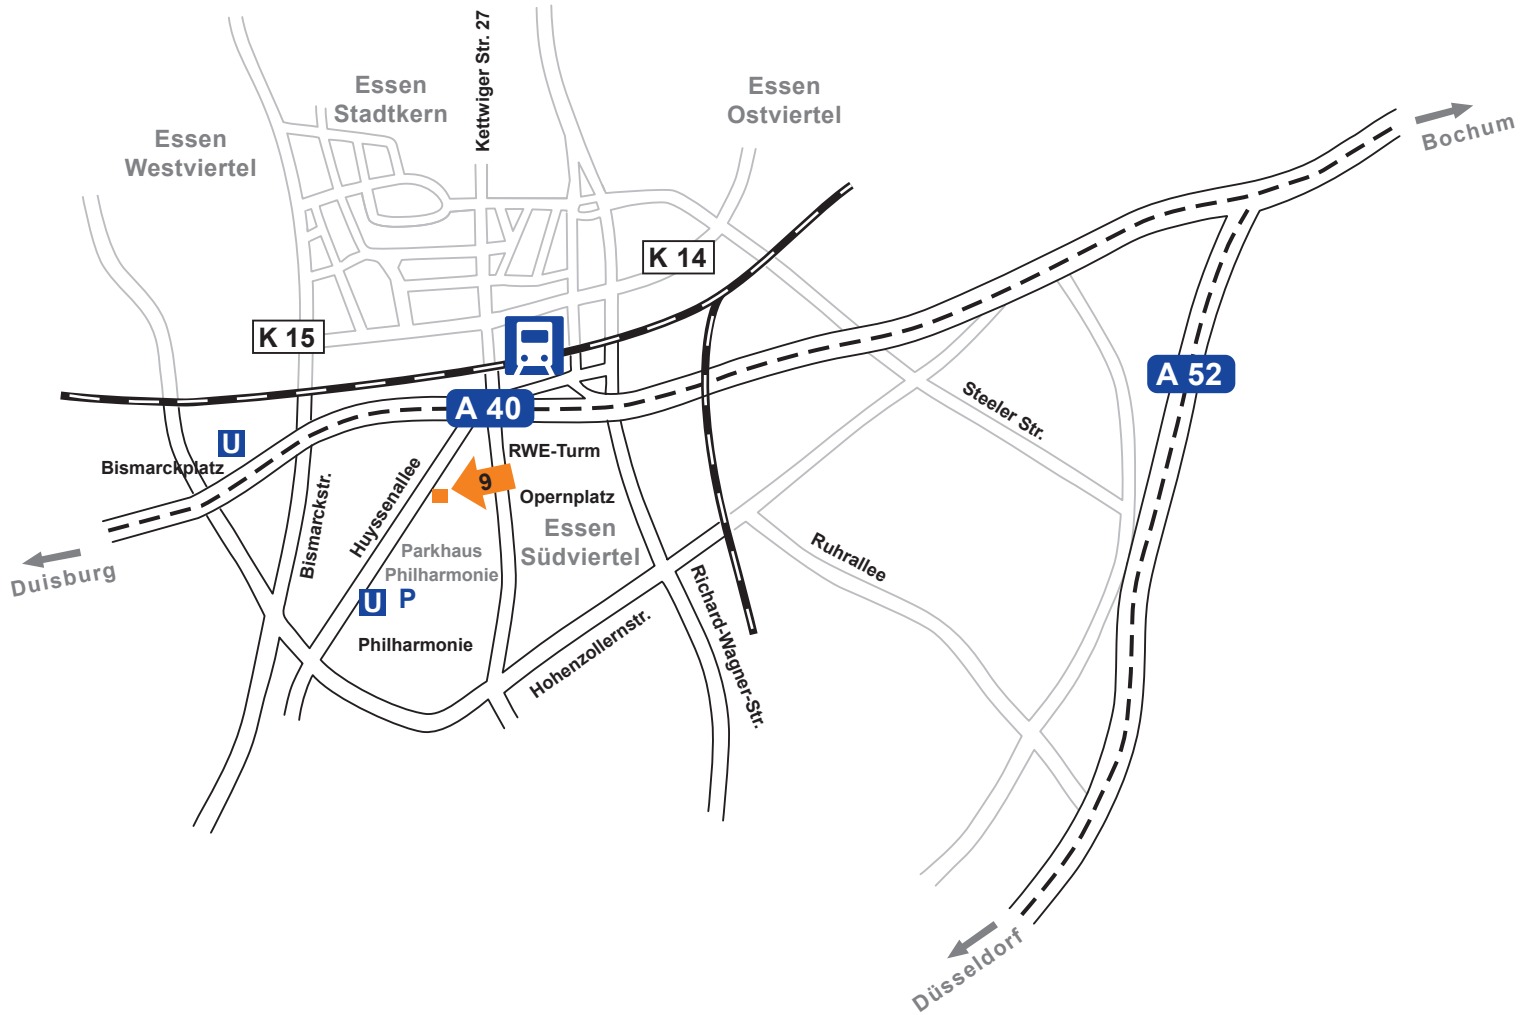 Kettwiger Str. 27
Essen
Stadtkern
Essen
Ostviertel
Bochum
Essen
Westviertel
K 14
K 15
A 52
A 40
Steeler Str.
U
Bismarckplatz
RWE-Turm
9
Opernplatz
Huyssenallee
Bismarckstr.
Essen
Südviertel
Parkhaus
Philharmonie
Duisburg
U
P
Ruhrallee
Richard-Wagner-Str.
Philharmonie
Hohenzollernstr.
Düsseldorf